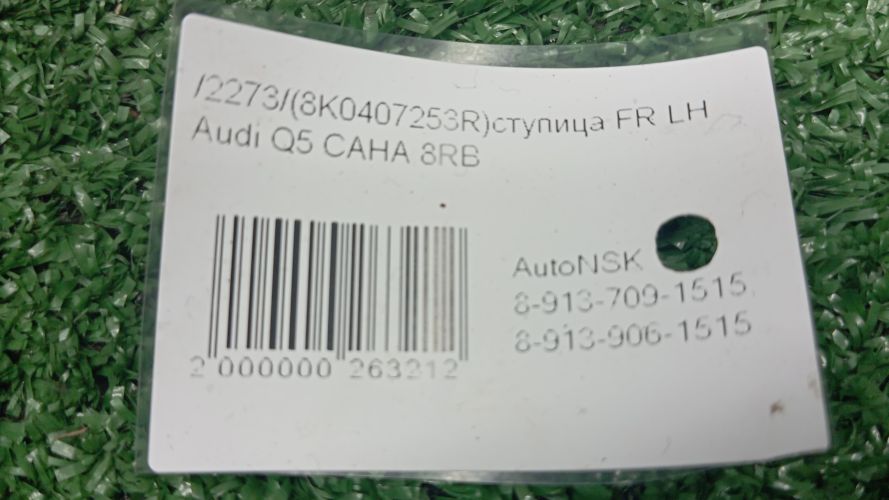 /2273/(8K0407253R)ступица FR LH
Audi Q5 CAHA 8RB
AutoNSK
8-913-709-1515
8-913-906-1515
2 000000 263212